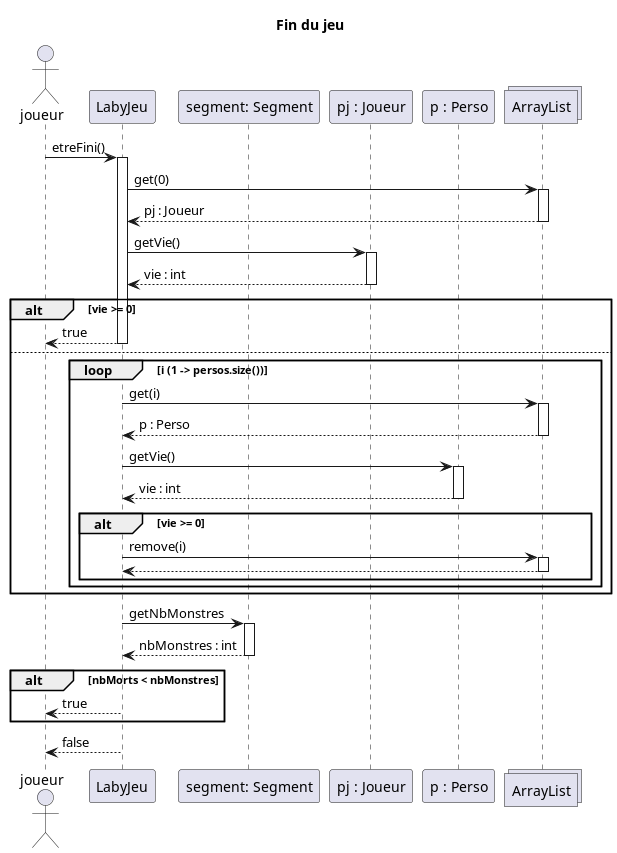 Fin du jeu
joueur
LabyJeu
segment: Segment
pj : Joueur
p : Perso
ArrayList
etreFini()
get(0)
pj : Joueur
getVie()
vie : int
alt [vie >= 0]
true
loop [i (1 -> persos.size())]
get(i)
p : Perso
getVie()
vie : int
alt [vie >= 0]
remove(i)
getNbMonstres
nbMonstres : int
alt [nbMorts < nbMonstres]
true
false
joueur
LabyJeu
segment: Segment
pj : Joueur
p : Perso
ArrayList